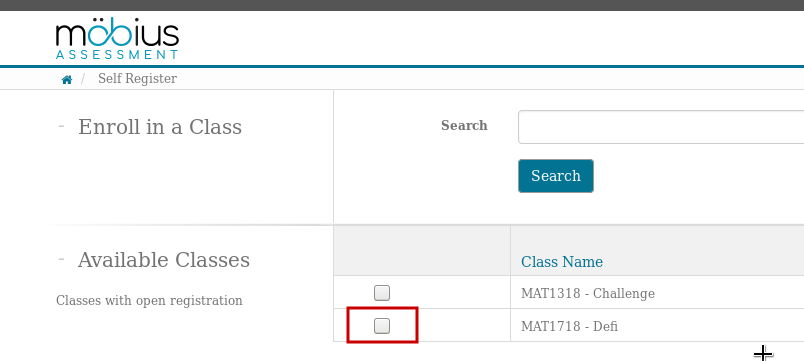 möbius
ASSESSMENT
/ Self Register
- Enroll in a Class
Search
Search
- Available Classes
Classes with open registration
Class Name
MAT1318 - Challenge
MAT1718 - Defi